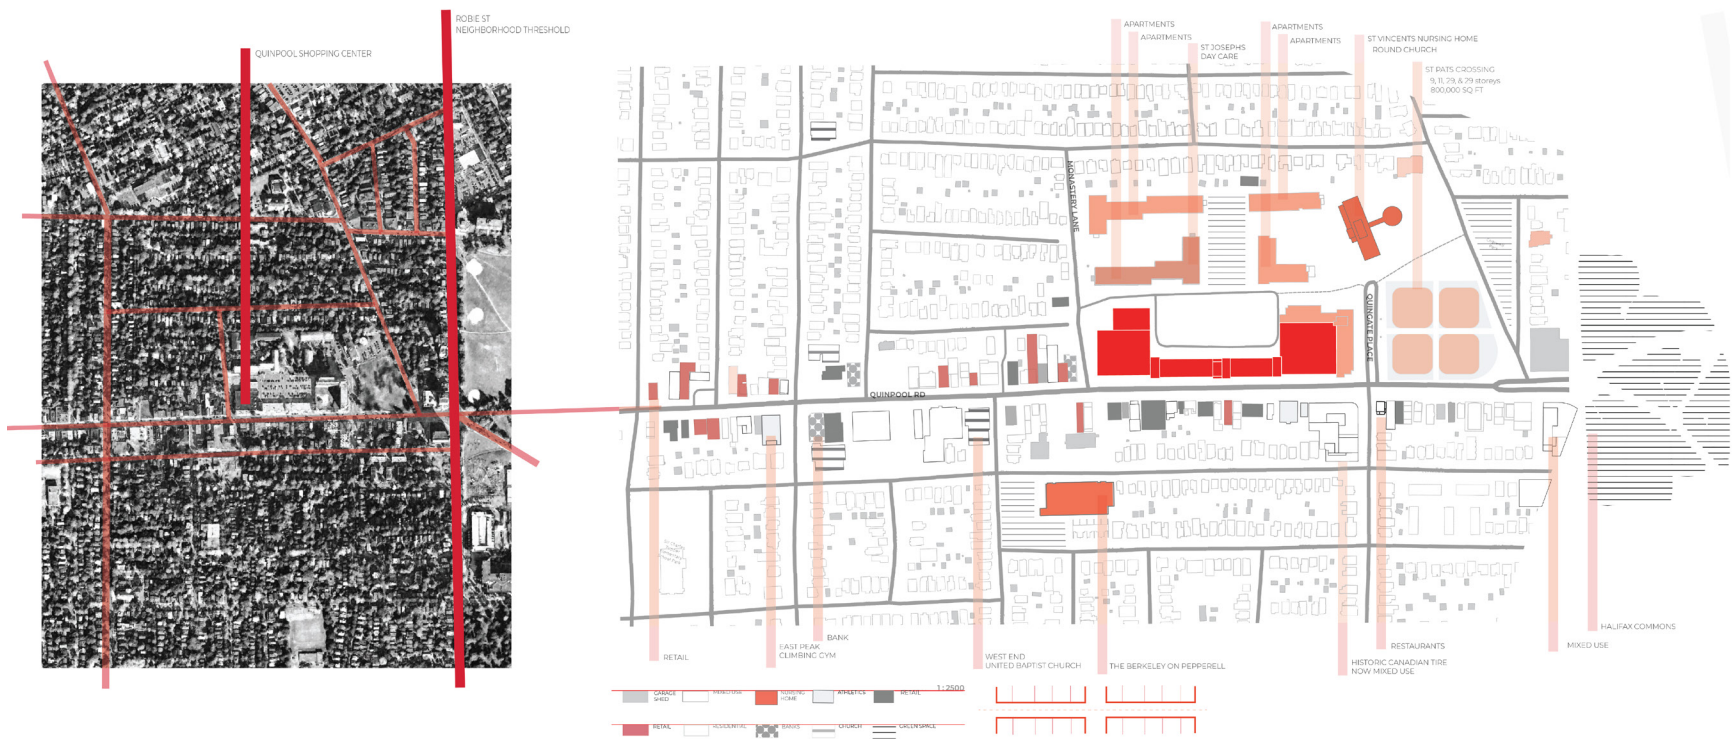 ROBIE ST
NEIGHBORHOOD THRESHOLD
QUINPOOL SHOPPING CENTER
APARTMENTS
APARTMENTS
ST JOSEPHS
DAY CARE
APARTMENTS
APARTMENTS
ST VINCENTS NURSING HOME
ROUND CHURCH
ST PATS CROSSING
9, 11, 29, & 29 storeys
800,000 SQ FT
MONASTERY LANE
QUINGATE PLACE
QUINPOOL RD
RETAIL
EAST PEAK
CLIMBING GYM
BANK
WEST END
UNITED BAPTIST CHURCH
THE BERKELEY ON PEPPERELL
HISTORIC CANADIAN TIRE
NOW MIXED USE
RESTAURANTS
MIXED USE
HALIFAX COMMONS
1 : 2500
GARAGE
SHED
MIXED USE
NURSING
HOME
ATHLETICS
RETAIL
RETAIL
RESIDENTIAL
BANKS
CHURCH
GREENSPACE